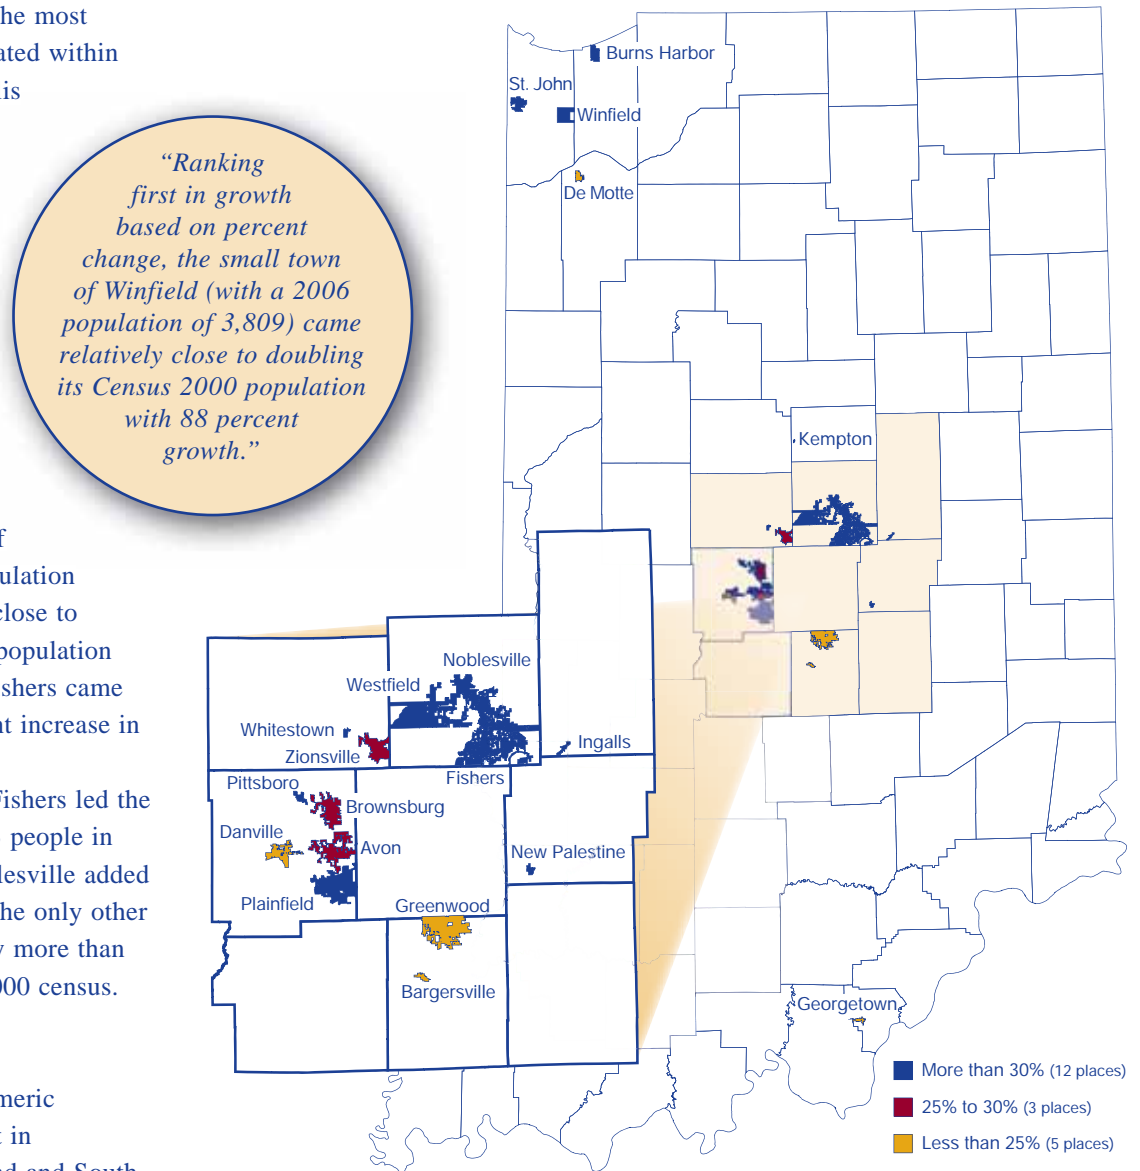 he most
ated within
is
“Ranking
first in growth
based on percent
change, the small town
of Winfield (with a 2006
population of 3,809) came
relatively close to doubling
its Census 2000 population
with 88 percent
growth.”
f
ulation
close to
population
shers came
nt increase in
Fishers led the
people in
lesville added
he only other
y more than
000 census.
meric
t in
nd and South
Burns Harbor
St. John
Winfield
De Motte
Kempton
Noblesville
Westfield
Whitestown
Zionsville
Ingalls
Fishers
Pittsboro
Brownsburg
Danville
Avon
New Palestine
Plainfield
Greenwood
Bargersville
Georgetown
More than 30% (12 places)
25% to 30% (3 places)
Less than 25% (5 places)